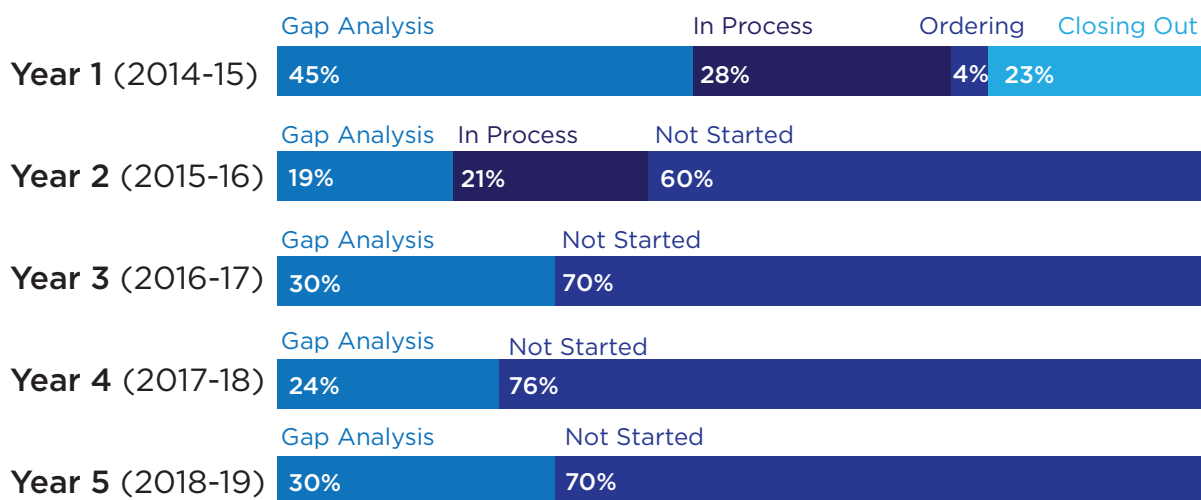 Gap Analysis In Process Ordering Closing Out
Year 1 (2014-15) 45% 28% 4% 23%
Gap Analysis In Process Not Started
Year 2 (2015-16) 19% 21% 60%
Gap Analysis Not Started
Year 3 (2016-17) 30% 70%
Gap Analysis Not Started
Year 4 (2017-18) 24% 76%
Gap Analysis Not Started
Year 5 (2018-19) 30% 70%